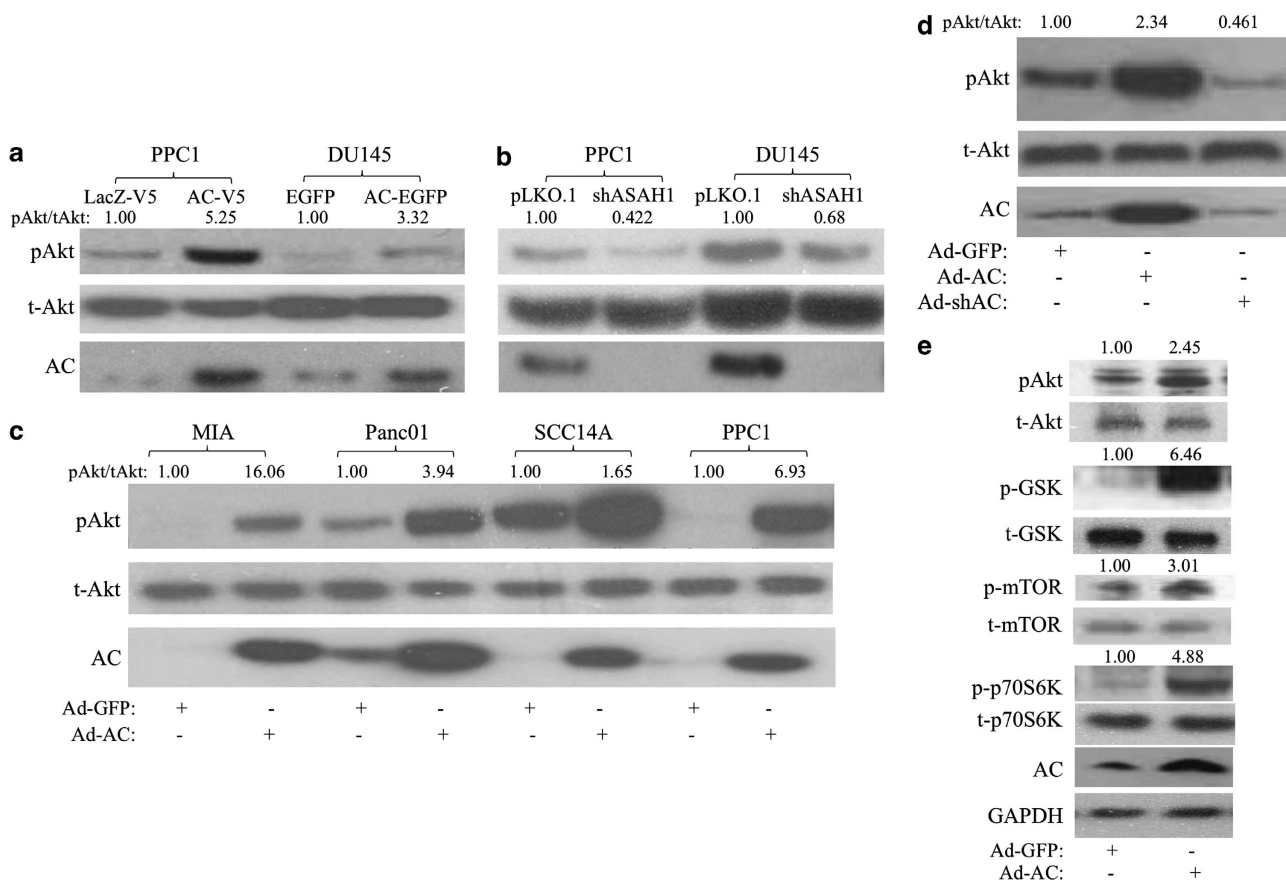 a
PPC1 DU145
LacZ-V5 AC-V5 EGFP AC-EGFP
pAkt/tAkt: 1.00 5.25 1.00 3.32
pAkt
t-Akt
AC
b
PPC1 DU145
pLKO.1 shASAH1 pLKO.1 shASAH1
1.00 0.422 1.00 0.68
c
MIA Panc01 SCC14A PPC1
pAkt/tAkt: 1.00 16.06 1.00 3.94 1.00 1.65 1.00 6.93
pAkt
t-Akt
AC
Ad-GFP: + - + - + - + -
Ad-AC: - + - + - + - +
d
pAkt/tAkt: 1.00 2.34 0.461
pAkt
t-Akt
AC
Ad-GFP: + - -
Ad-AC: - + -
Ad-shAC: - - +
e
1.00 2.45
pAkt
t-Akt
1.00 6.46
p-GSK
t-GSK
1.00 3.01
p-mTOR
t-mTOR
1.00 4.88
p-p70S6K
t-p70S6K
AC
GAPDH
Ad-GFP: + -
Ad-AC: - +